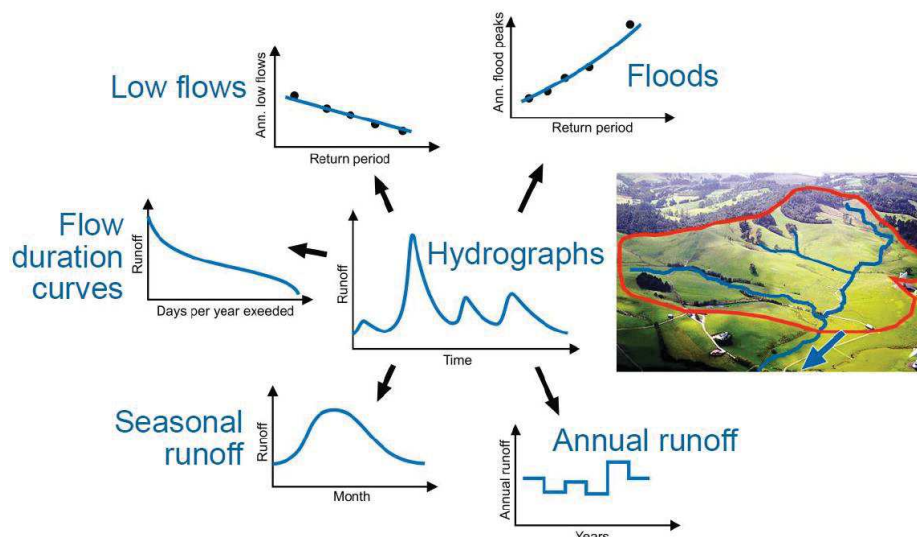 Low flows
Ann. low flows
Return period
Ann. flood peaks
Floods
Return period
Flow
duration
curves
Runoff
Days per year exeeded
Hydrographs
Runoff
Time
Seasonal
runoff
Runoff
Month
Annual runoff
Annual runoff
Years